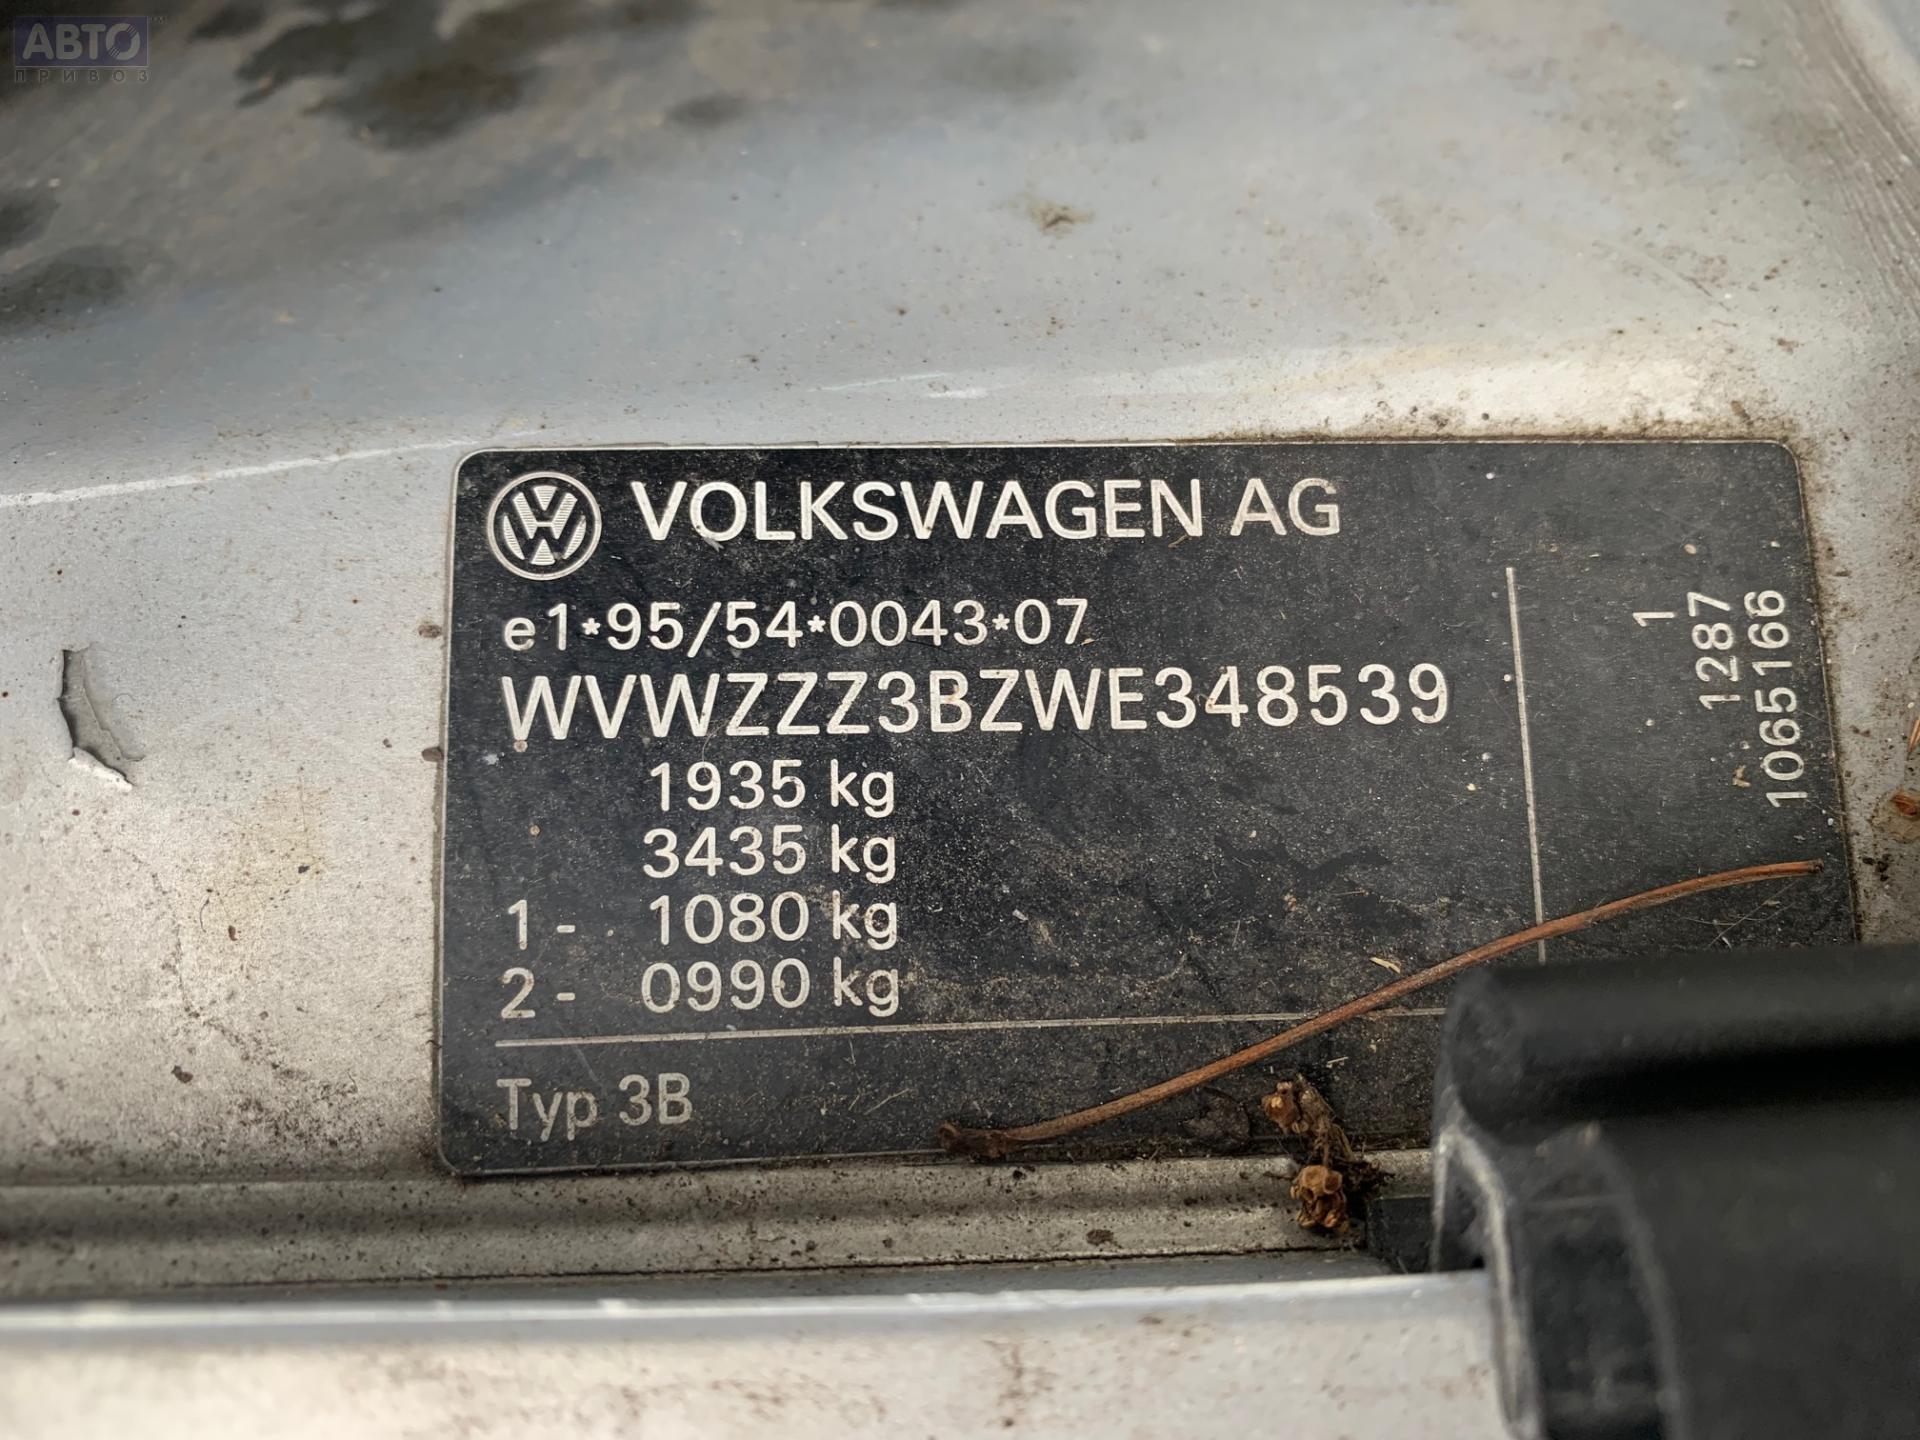 АВТО™
ПРИВОЗ
VOLKSWAGEN AG
e1*95/54*0043*07
WVWZZZ3BZWE348539
1935 kg
3435 kg
1- 1080 kg
2- 0990 kg
Typ 3B
1
1287
1065166